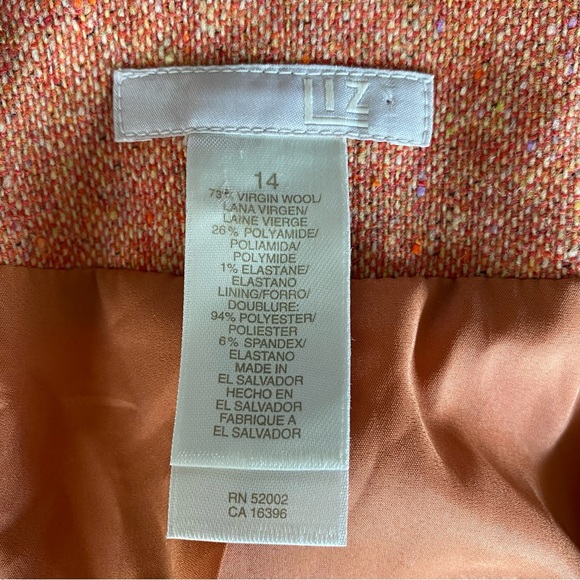 LIZ
14
73% VIRGIN WOOL/
LANA VIRGEN/
LAINE VIERGE
26% POLYAMIDE/
POLIAMIDA/
POLYMIDE
1% ELASTANE/
ELASTANO
LINING/FORRO/
DOUBLURE:
94% POLYESTER/
POLIESTER
6% SPANDEX/
ELASTANO
MADE IN
EL SALVADOR
HECHO EN
EL SALVADOR
FABRIQUE A
EL SALVADOR
RN 52002
CA 16396